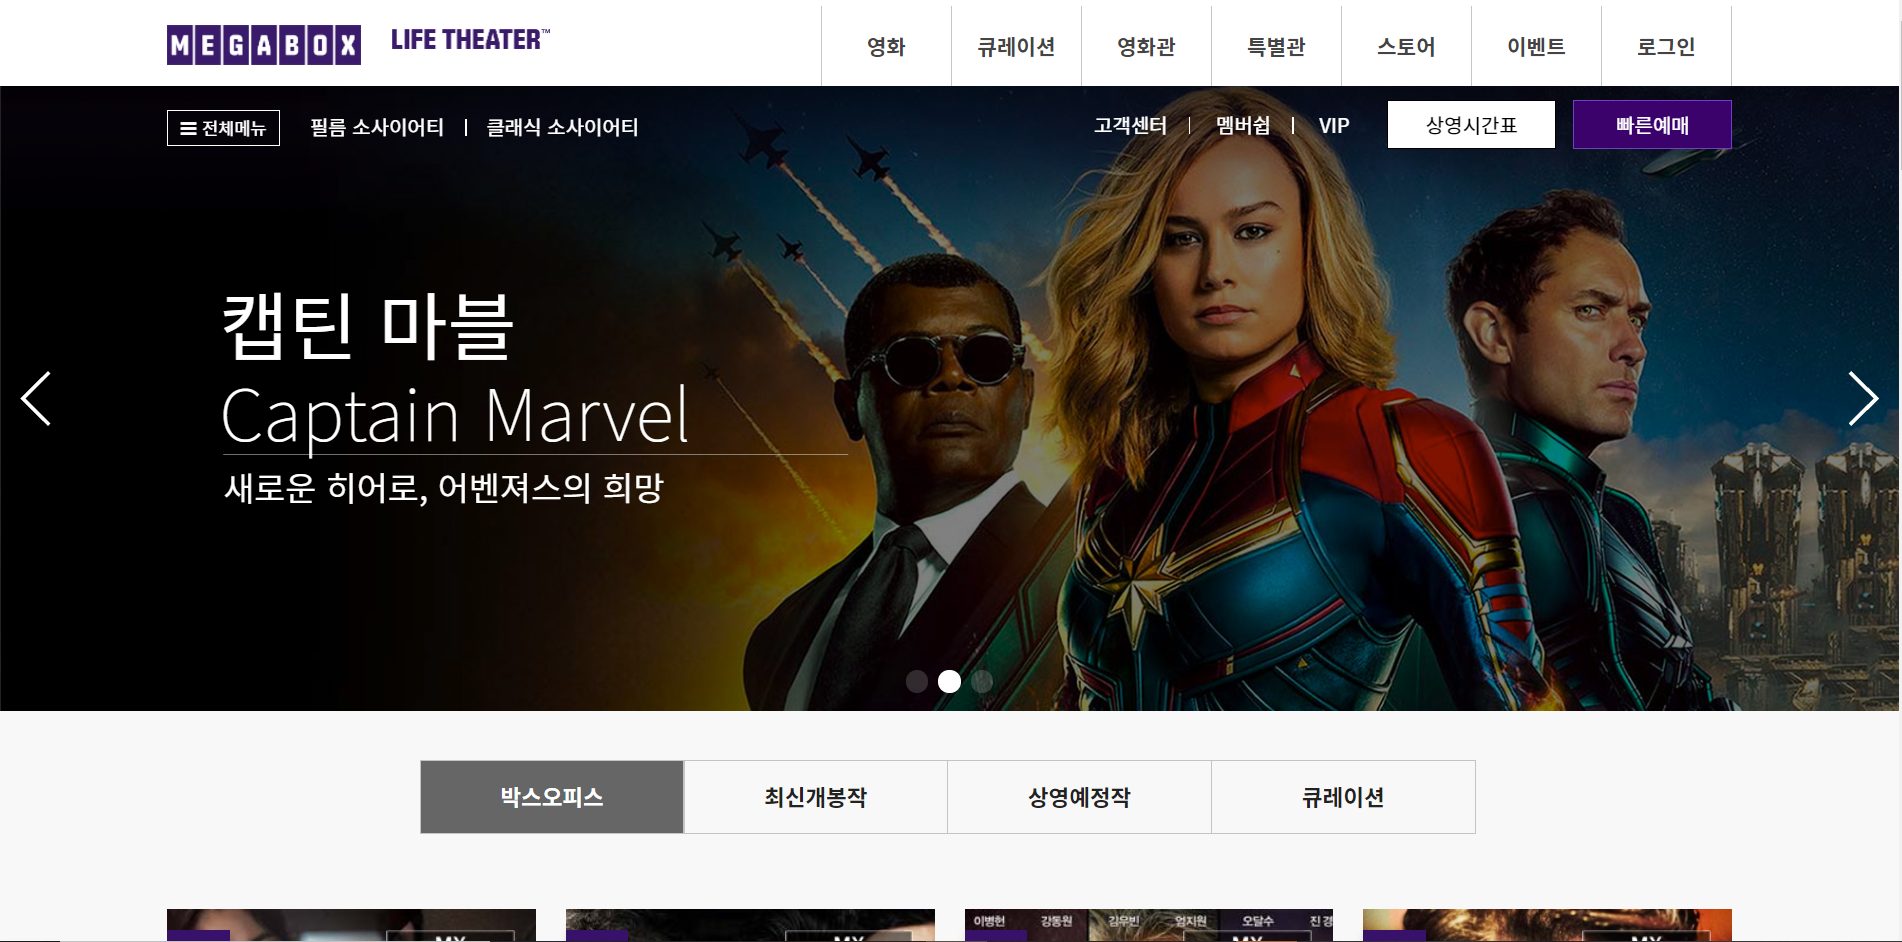 MEGABOX LIFE THEATER™
영화 큐레이션 영화관 특별관 스토어 이벤트 로그인
전체메뉴 필름 소사이어티 클래식 소사이어티
고객센터 멤버쉽 VIP 상영시간표 빠른예매
캡틴 마블
Captain Marvel
새로운 히어로, 어벤져스의 희망
박스오피스 최신개봉작 상영예정작 큐레이션
이병헌 강동원 김우빈 엄지원 오달수 진경